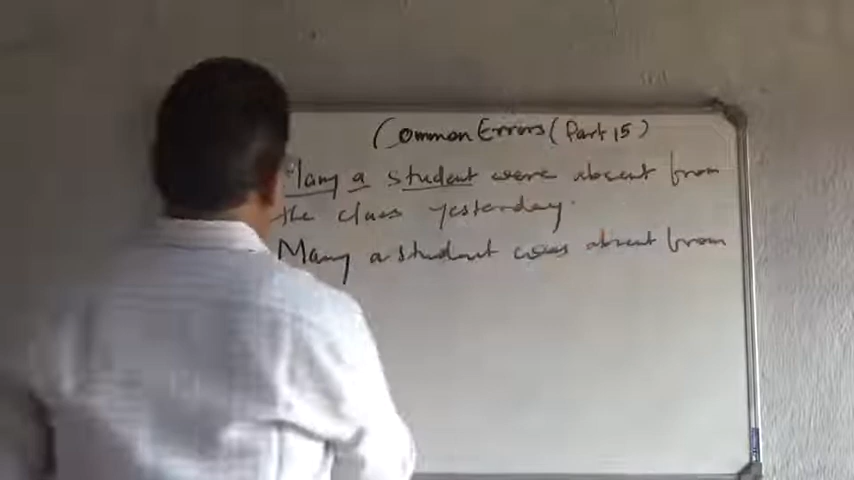 Common Errors (Part 15)
Many a student were absent from
the class yesterday.
Many a student was absent from